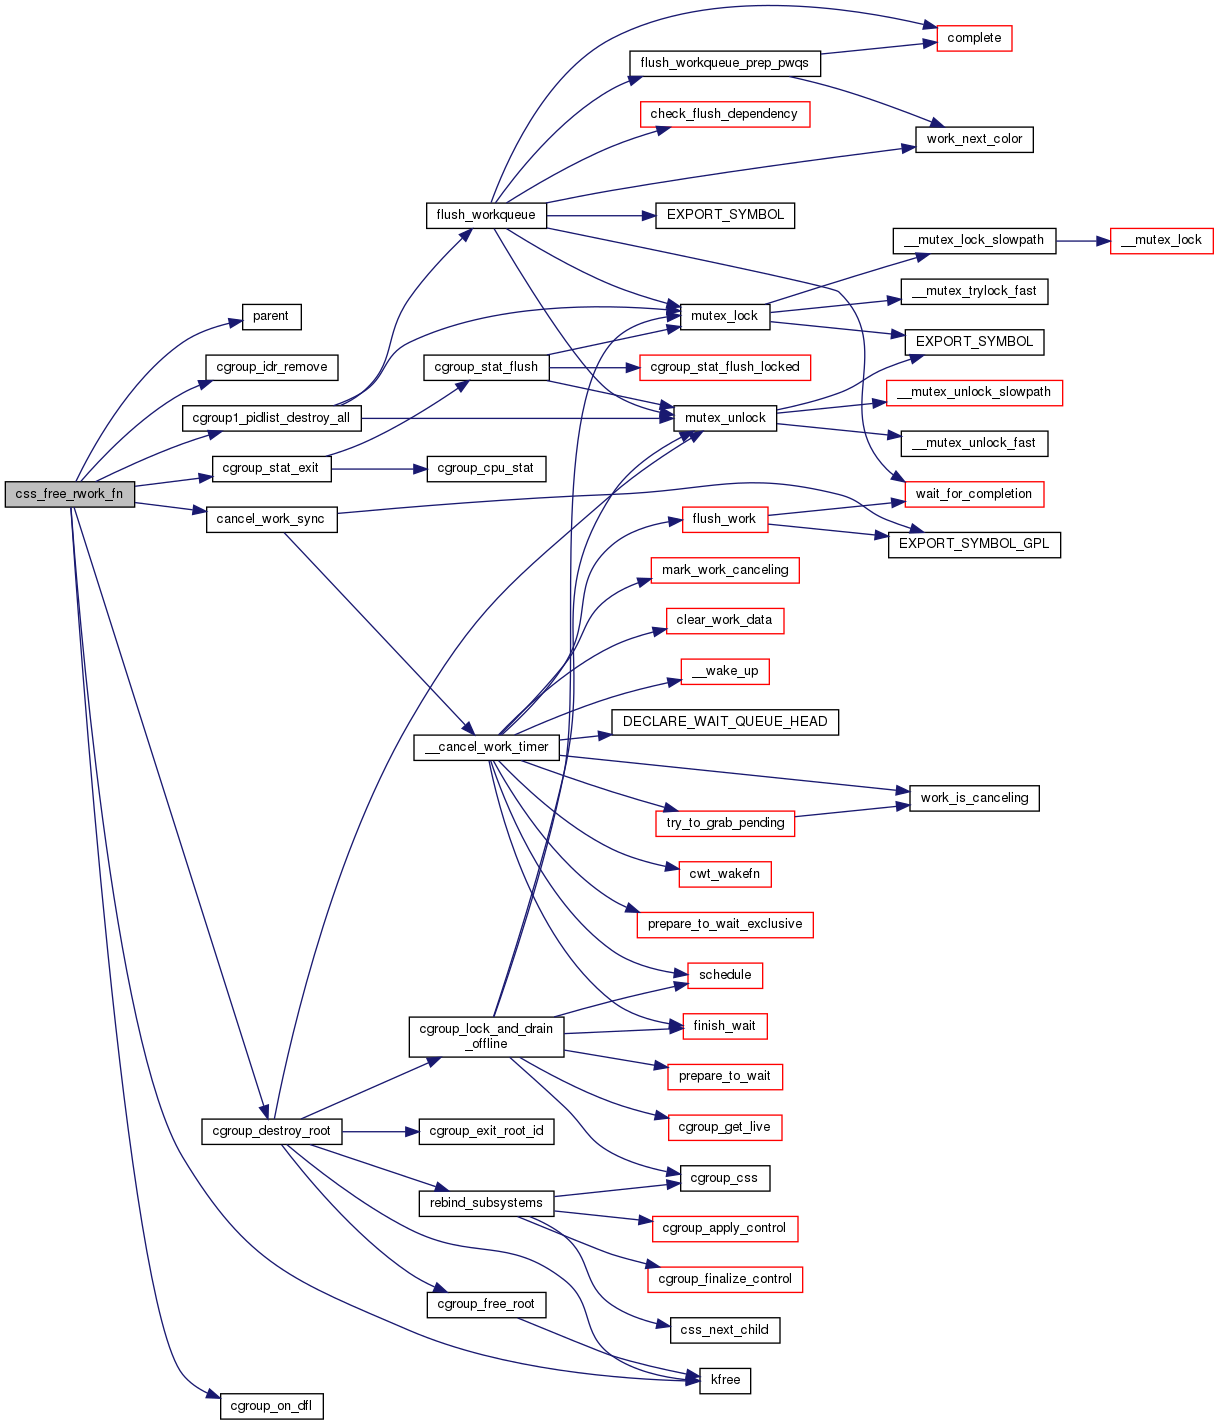 complete
flush_workqueue_prep_pwqs
check_flush_dependency
work_next_color
flush_workqueue
EXPORT_SYMBOL
__mutex_lock_slowpath
__mutex_lock
__mutex_trylock_fast
parent
mutex_lock
EXPORT_SYMBOL
cgroup_idr_remove
cgroup_stat_flush
cgroup_stat_flush_locked
__mutex_unlock_slowpath
cgroup1_pidlist_destroy_all
mutex_unlock
__mutex_unlock_fast
cgroup_stat_exit
cgroup_cpu_stat
css_free_rwork_fn
wait_for_completion
cancel_work_sync
flush_work
EXPORT_SYMBOL_GPL
mark_work_canceling
clear_work_data
__wake_up
DECLARE_WAIT_QUEUE_HEAD
__cancel_work_timer
work_is_canceling
try_to_grab_pending
cwt_wakefn
prepare_to_wait_exclusive
schedule
cgroup_lock_and_drain
_offline
finish_wait
prepare_to_wait
cgroup_get_live
cgroup_destroy_root
cgroup_exit_root_id
cgroup_css
rebind_subsystems
cgroup_apply_control
cgroup_finalize_control
cgroup_free_root
css_next_child
kfree
cgroup_on_dfl